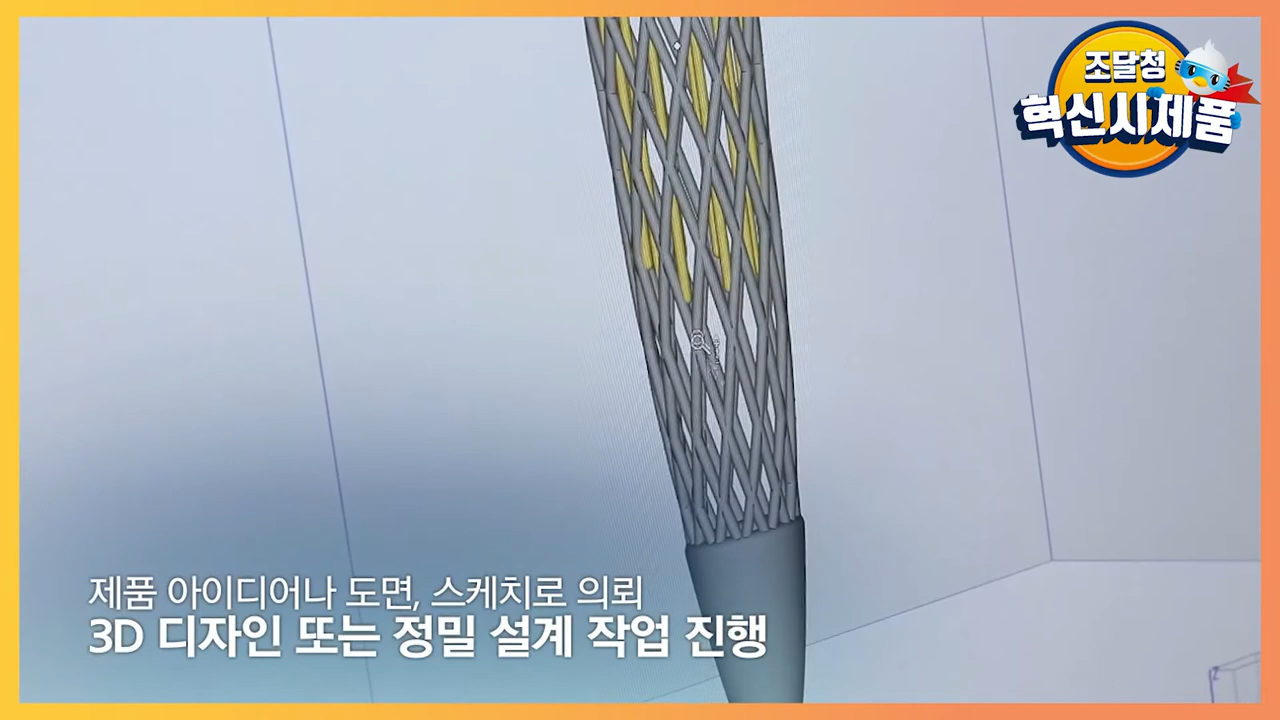 조달청
혁신시제품
제품 아이디어나 도면, 스케치로 의뢰
3D 디자인 또는 정밀 설계 작업 진행
Z